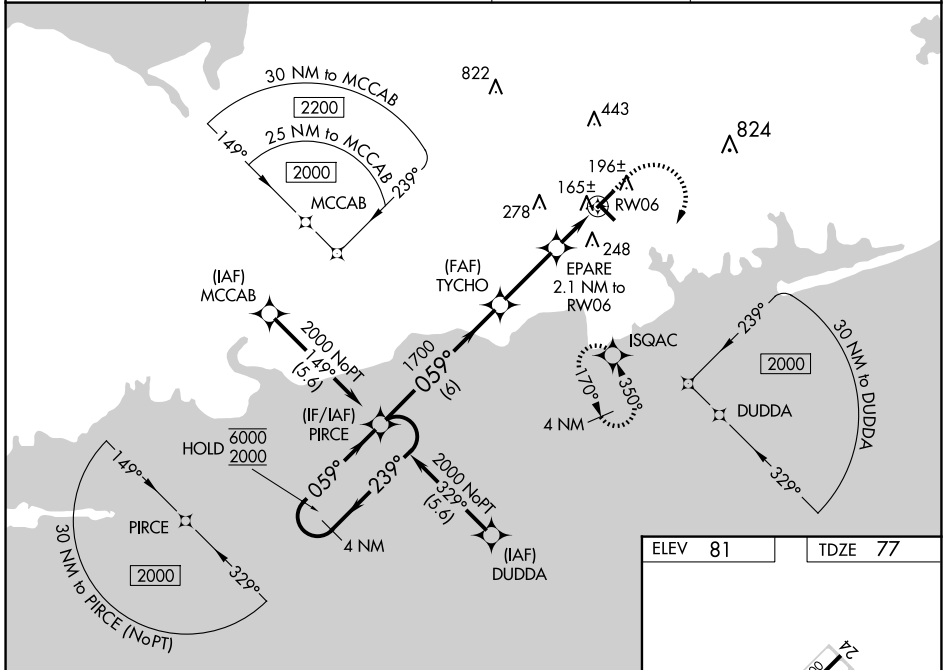 30 NM to MCCAB
2200
25 NM to MCCAB
2000
149°
239°
MCCAB
822
443
824
196±
165±
278
RW06
248
(FAF)
TYCHO
EPARE
2.1 NM to
RW06
(IAF)
MCCAB
2000 NoPT
149°
(5.6)
1700
059°
(6)
ISQAC
170°
350°
4 NM
239°
30 NM to DUDDA
2000
DUDDA
329°
(IF/IAF)
PIRCE
HOLD 6000
2000
059°
239°
4 NM
2000 NoPT
329°
(5.6)
(IAF)
DUDDA
149°
PIRCE
2000
329°
30 NM to PIRCE (NoPT)
ELEV 81
TDZE 77
24